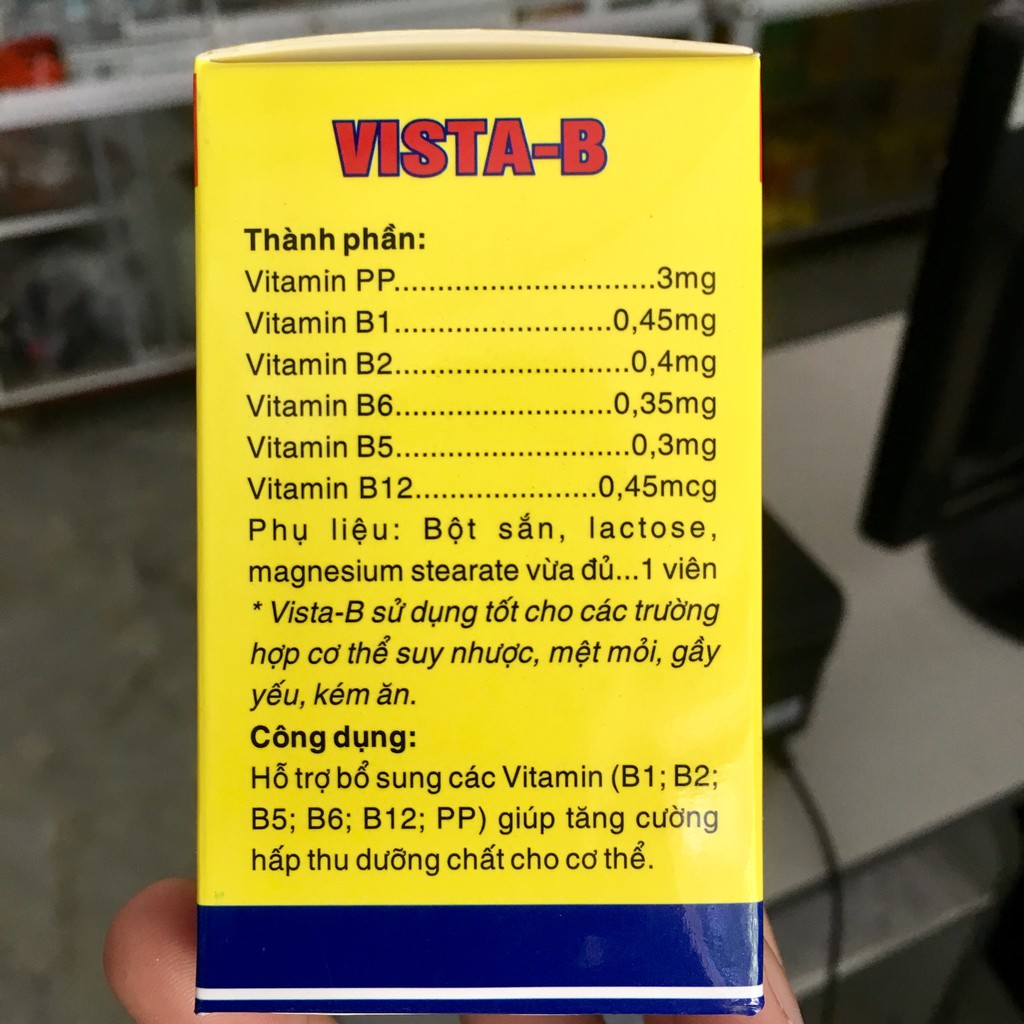 VISTA-B
Thành phần:
Vitamin PP..............................3mg
Vitamin B1.........................0,45mg
Vitamin B2...........................0,4mg
Vitamin B6.........................0,35mg
Vitamin B5...........................0,3mg
Vitamin B12.....................0,45mcg
Phụ liệu: Bột sắn, lactose,
magnesium stearate vừa đủ...1 viên
* Vista-B sử dụng tốt cho các trường
hợp cơ thể suy nhược, mệt mỏi, gầy
yếu, kém ăn.
Công dụng:
Hỗ trợ bổ sung các Vitamin (B1; B2;
B5; B6; B12; PP) giúp tăng cường
hấp thu dưỡng chất cho cơ thể.